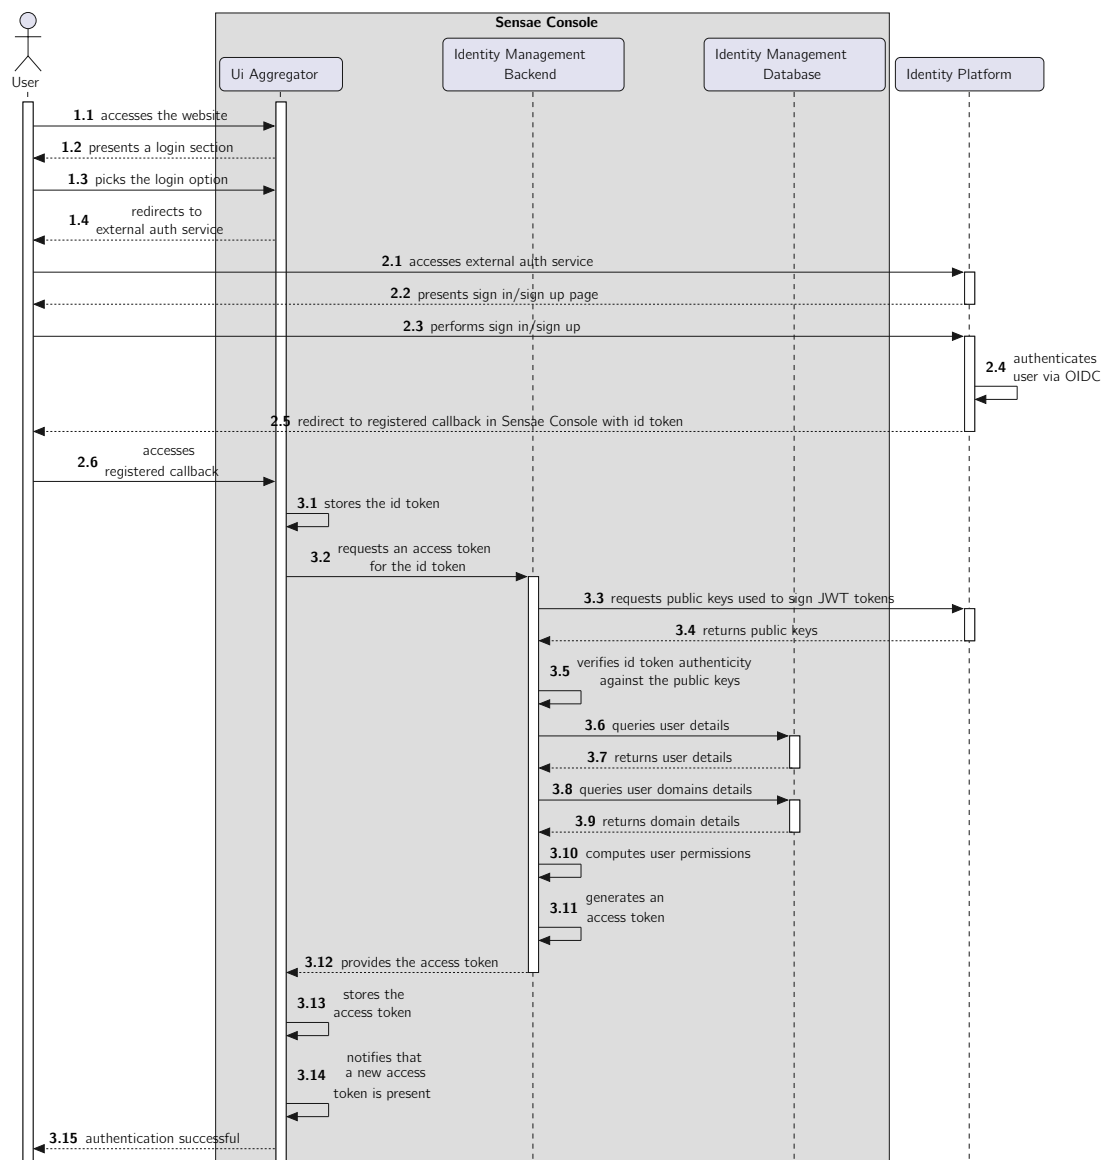 Sensae Console
User
Ui Aggregator
Identity Management
Backend
Identity Management
Database
Identity Platform
1.1 accesses the website
1.2 presents a login section
1.3 picks the login option
1.4 redirects to
external auth service
2.1 accesses external auth service
2.2 presents sign in/sign up page
2.3 performs sign in/sign up
2.4 authenticates
user via OIDC
2.5 redirect to registered callback in Sensae Console with id token
2.6 accesses
registered callback
3.1 stores the id token
3.2 requests an access token
for the id token
3.3 requests public keys used to sign JWT tokens
3.4 returns public keys
3.5 verifies id token authenticity
against the public keys
3.6 queries user details
3.7 returns user details
3.8 queries user domains details
3.9 returns domain details
3.10 computes user permissions
3.11 generates an
access token
3.12 provides the access token
3.13 stores the
access token
3.14 notifies that
a new access
token is present
3.15 authentication successful